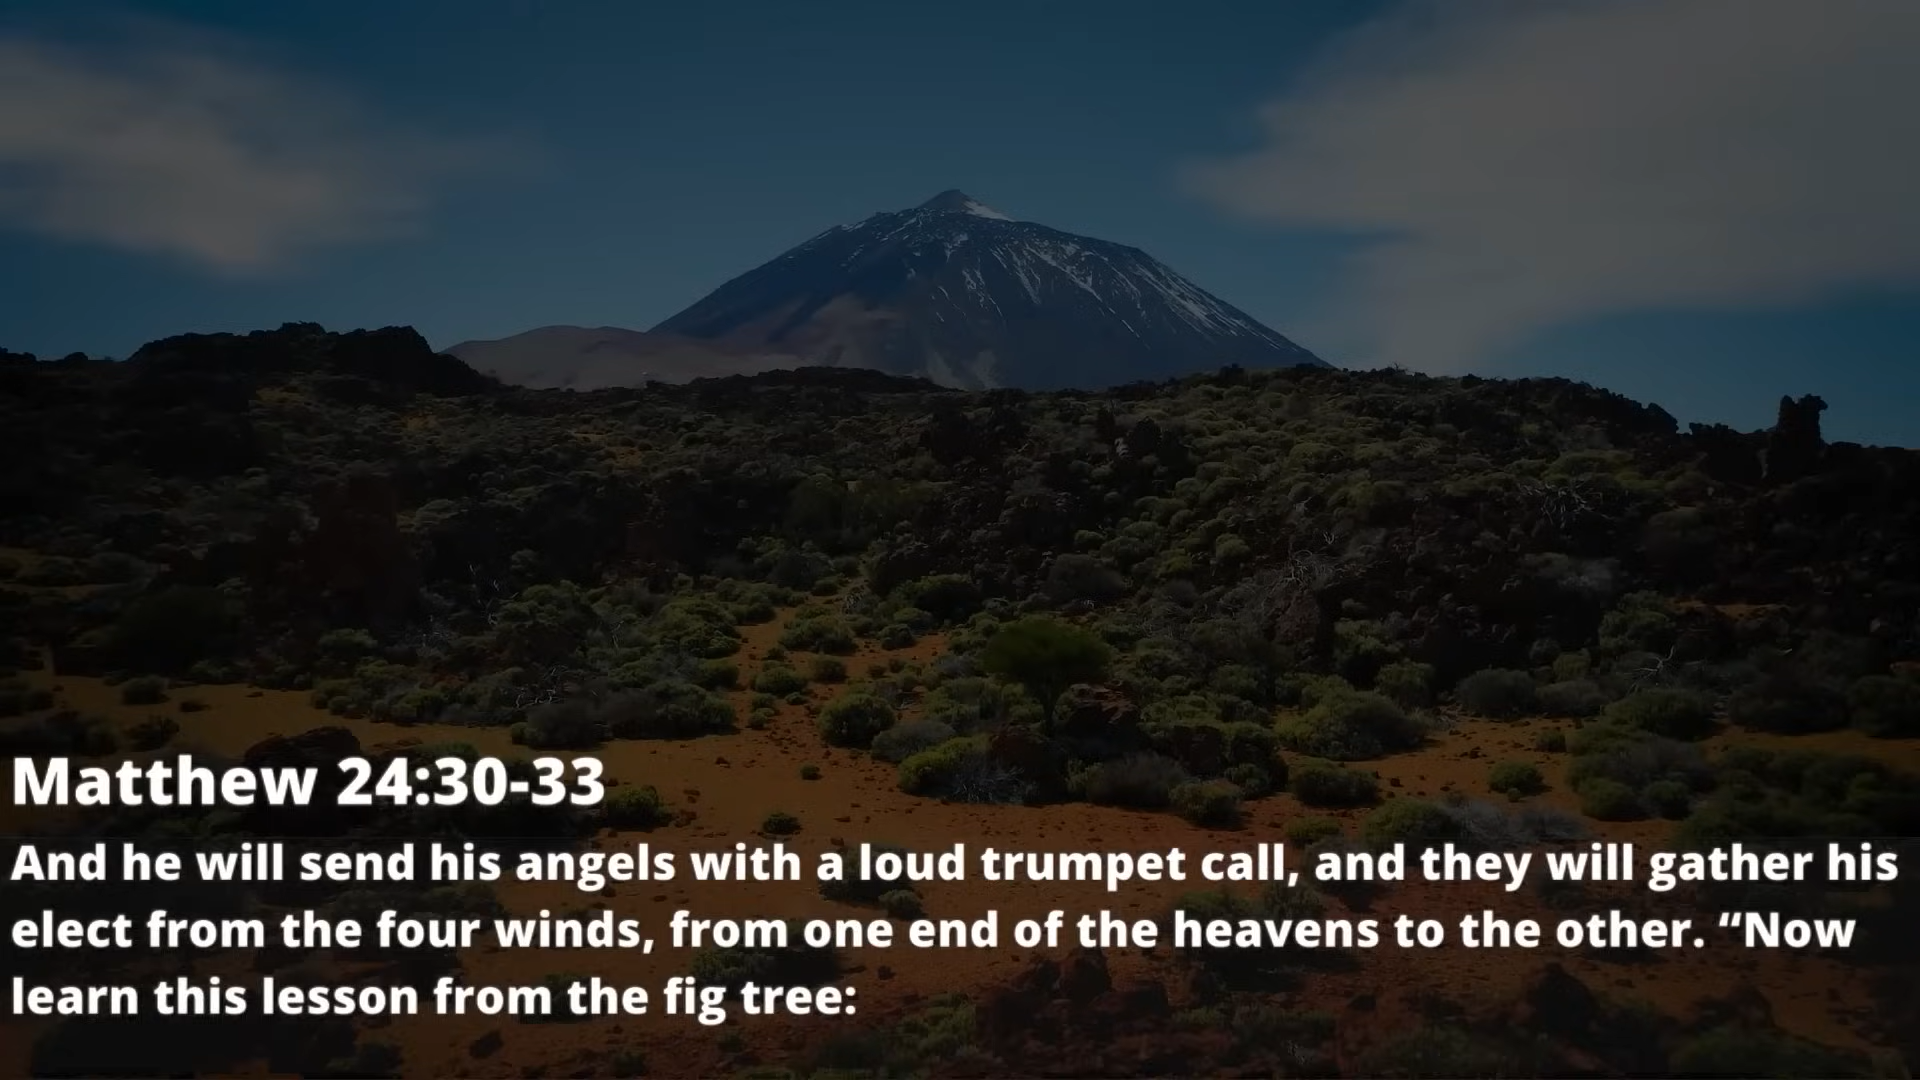 Matthew 24:30-33
And he will send his angels with a loud trumpet call, and they will gather his
elect from the four winds, from one end of the heavens to the other. “Now
learn this lesson from the fig tree: